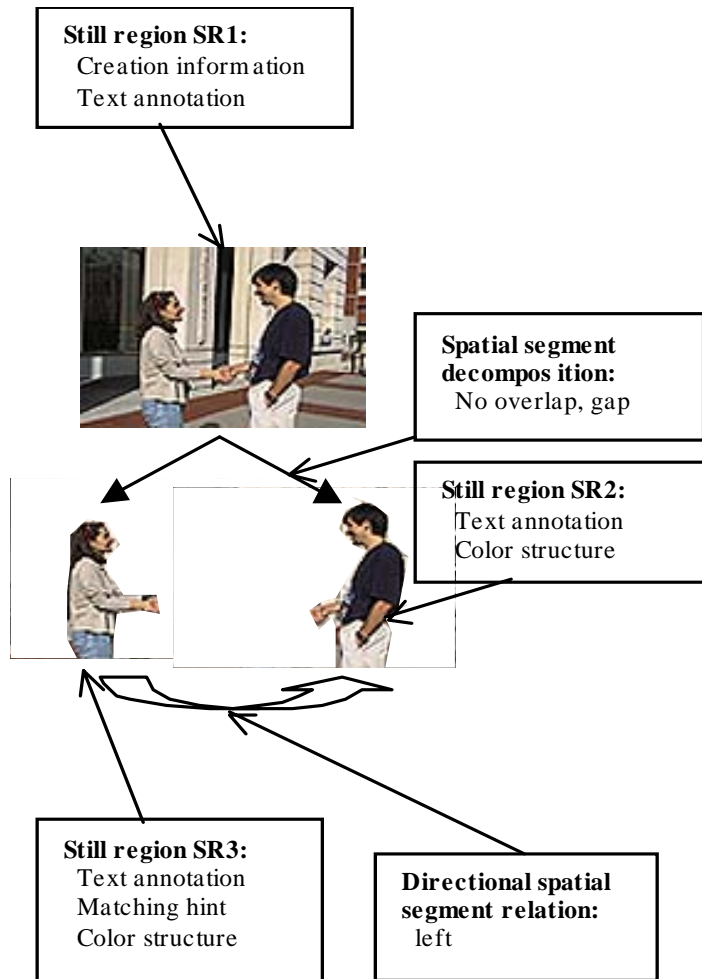 Still region SR1:
Creation information
Text annotation
Spatial segment
decomposition:
No overlap, gap
Still region SR2:
Text annotation
Color structure
Still region SR3:
Text annotation
Matching hint
Color structure
Directional spatial
segment relation:
left